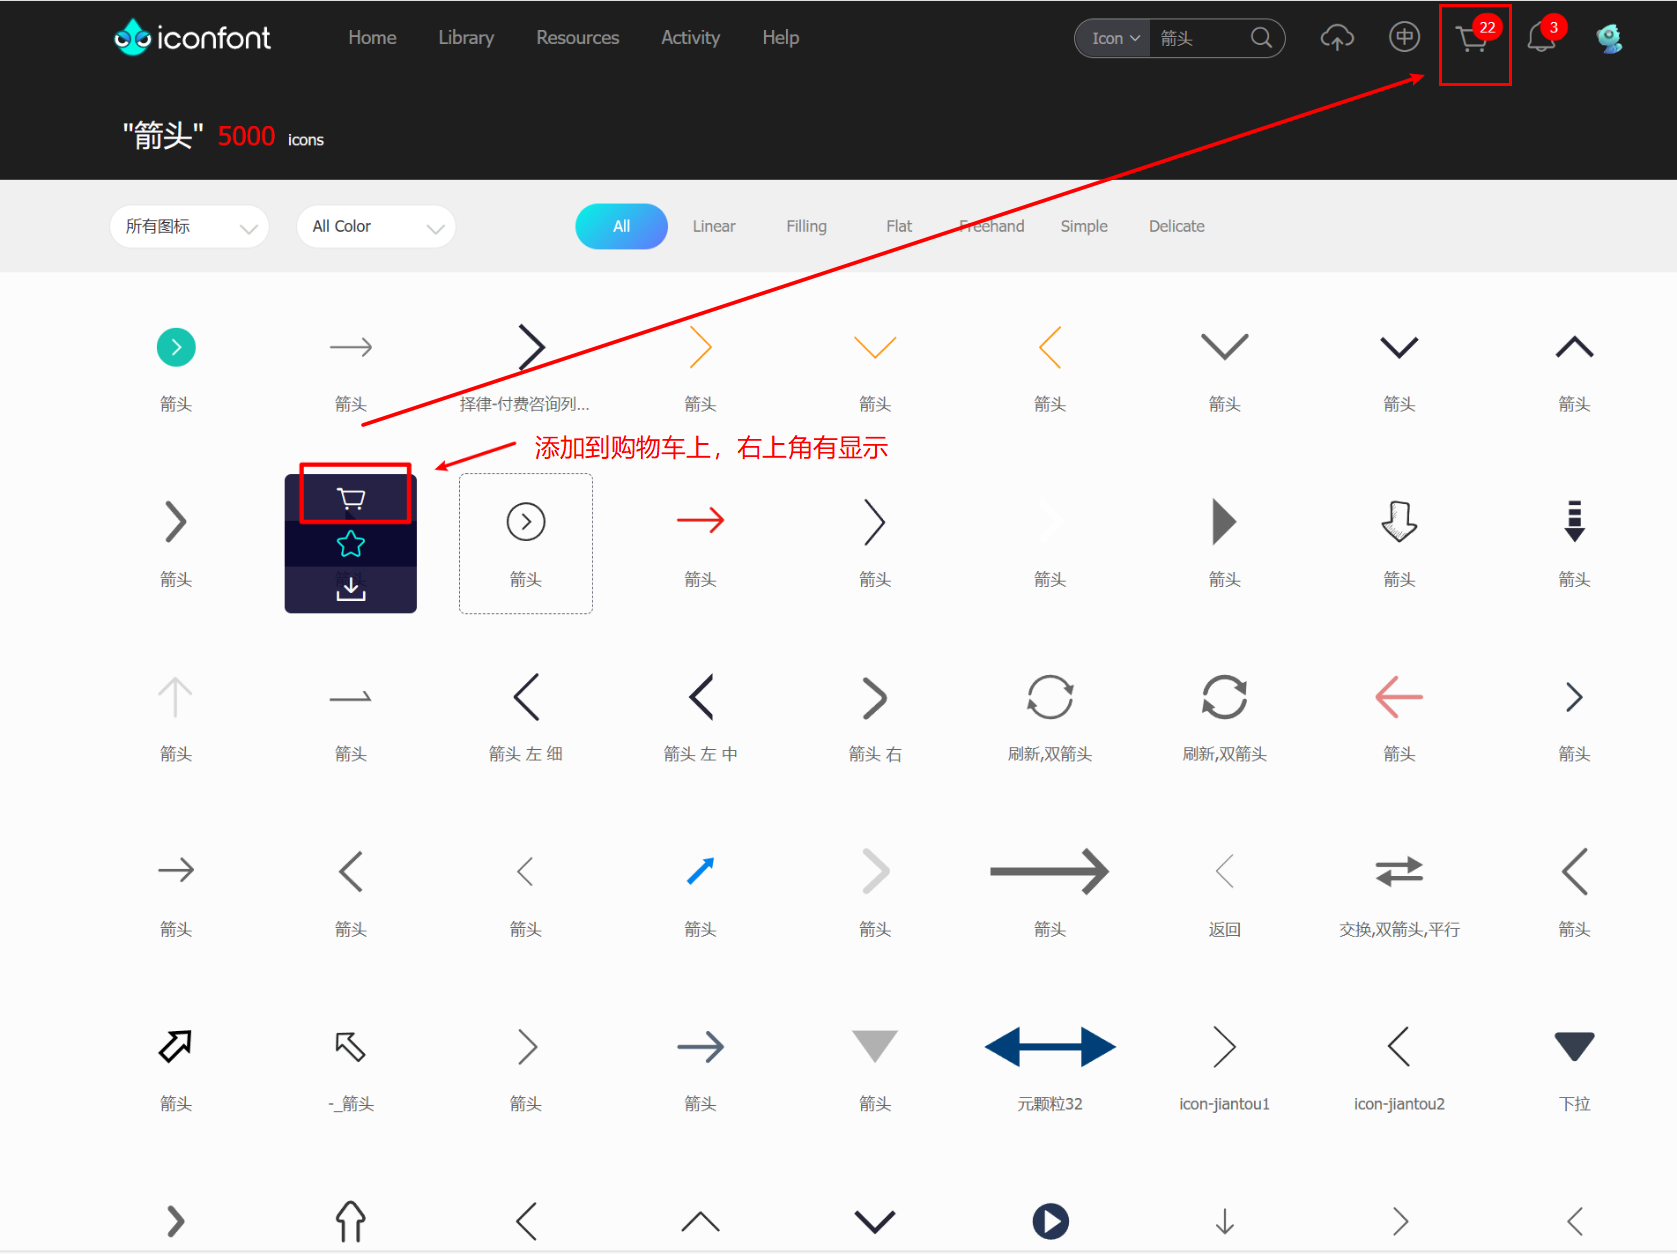 iconfont Home Library Resources Activity Help Icon 箭头 中 22 3
"箭头" 5000 icons
所有图标 All Color All Linear Filling Flat Freehand Simple Delicate
箭头 箭头 择律-付费咨询列... 箭头 箭头 箭头 箭头 箭头 箭头
添加到购物车上，右上角有显示
箭头 箭头 箭头 箭头 箭头 箭头 箭头 箭头
箭头 箭头 箭头 左 细 箭头 左 中 箭头 右 刷新,双箭头 刷新,双箭头 箭头 箭头
箭头 箭头 箭头 箭头 箭头 箭头 返回 交换,双箭头,平行 箭头
箭头 -_箭头 箭头 箭头 箭头 元颗粒32 icon-jiantou1 icon-jiantou2 下拉